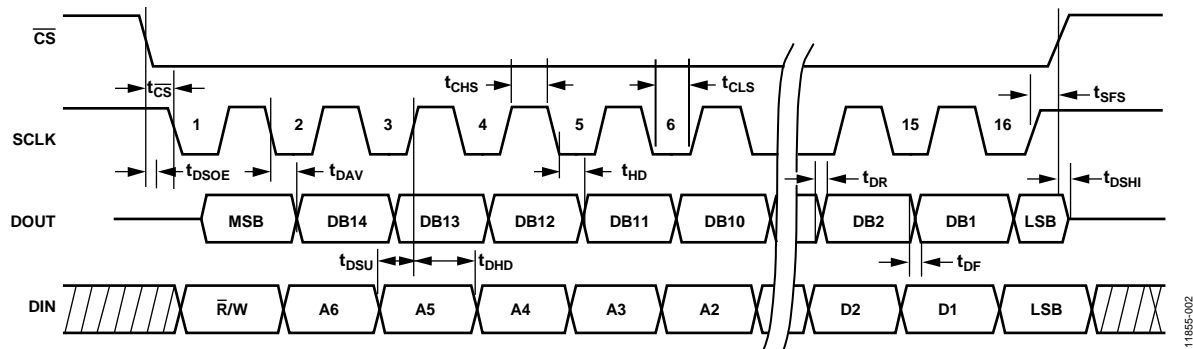 CS
tCS
tCHS
tCLS
tSFS
SCLK
1
2
3
4
5
6
15
16
tDSOE
tDAV
tHD
tDR
tDSHI
DOUT
MSB
DB14
DB13
DB12
DB11
DB10
DB2
DB1
LSB
tDSU
tDHD
tDF
DIN
R/W
A6
A5
A4
A3
A2
D2
D1
LSB
11855-002